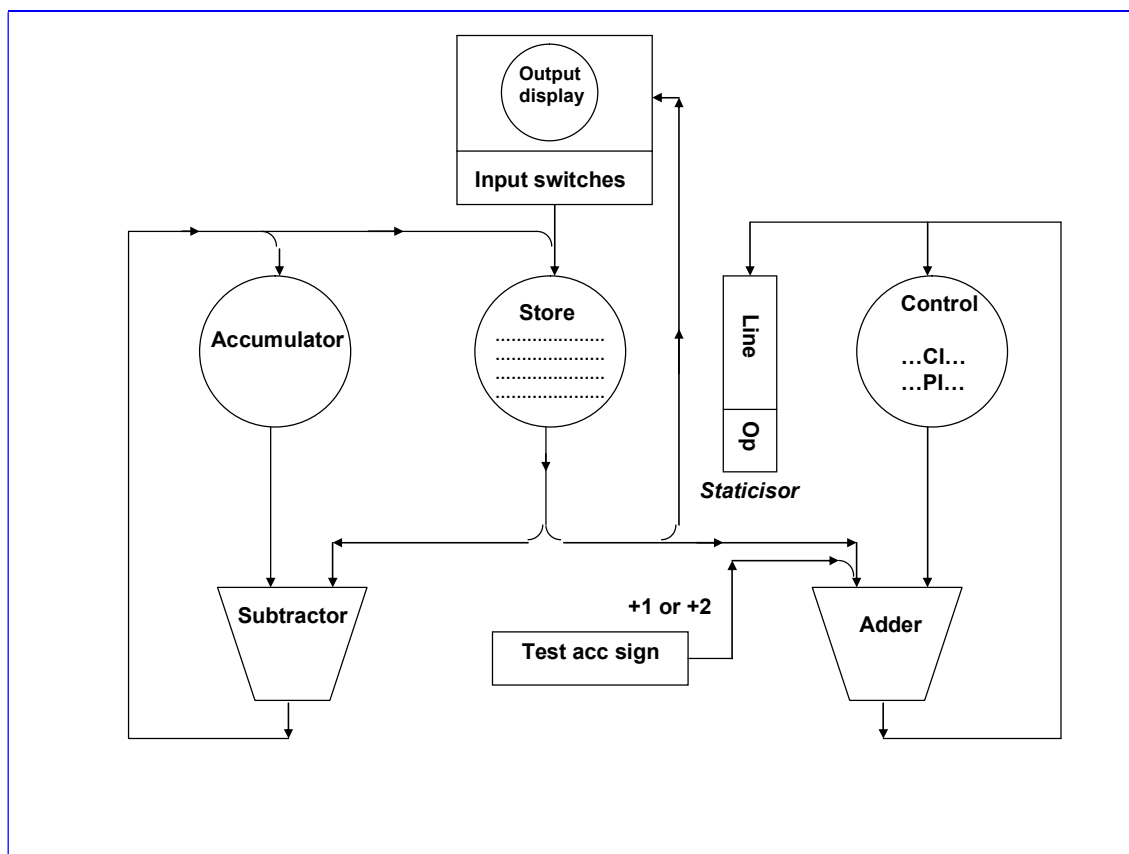 Output
display
Input switches
Accumulator
Store
.....................
.....................
.....................
.....................
Line
Op
Staticisor
Control
…CI…
…PI…
Subtractor
+1 or +2
Test acc sign
Adder